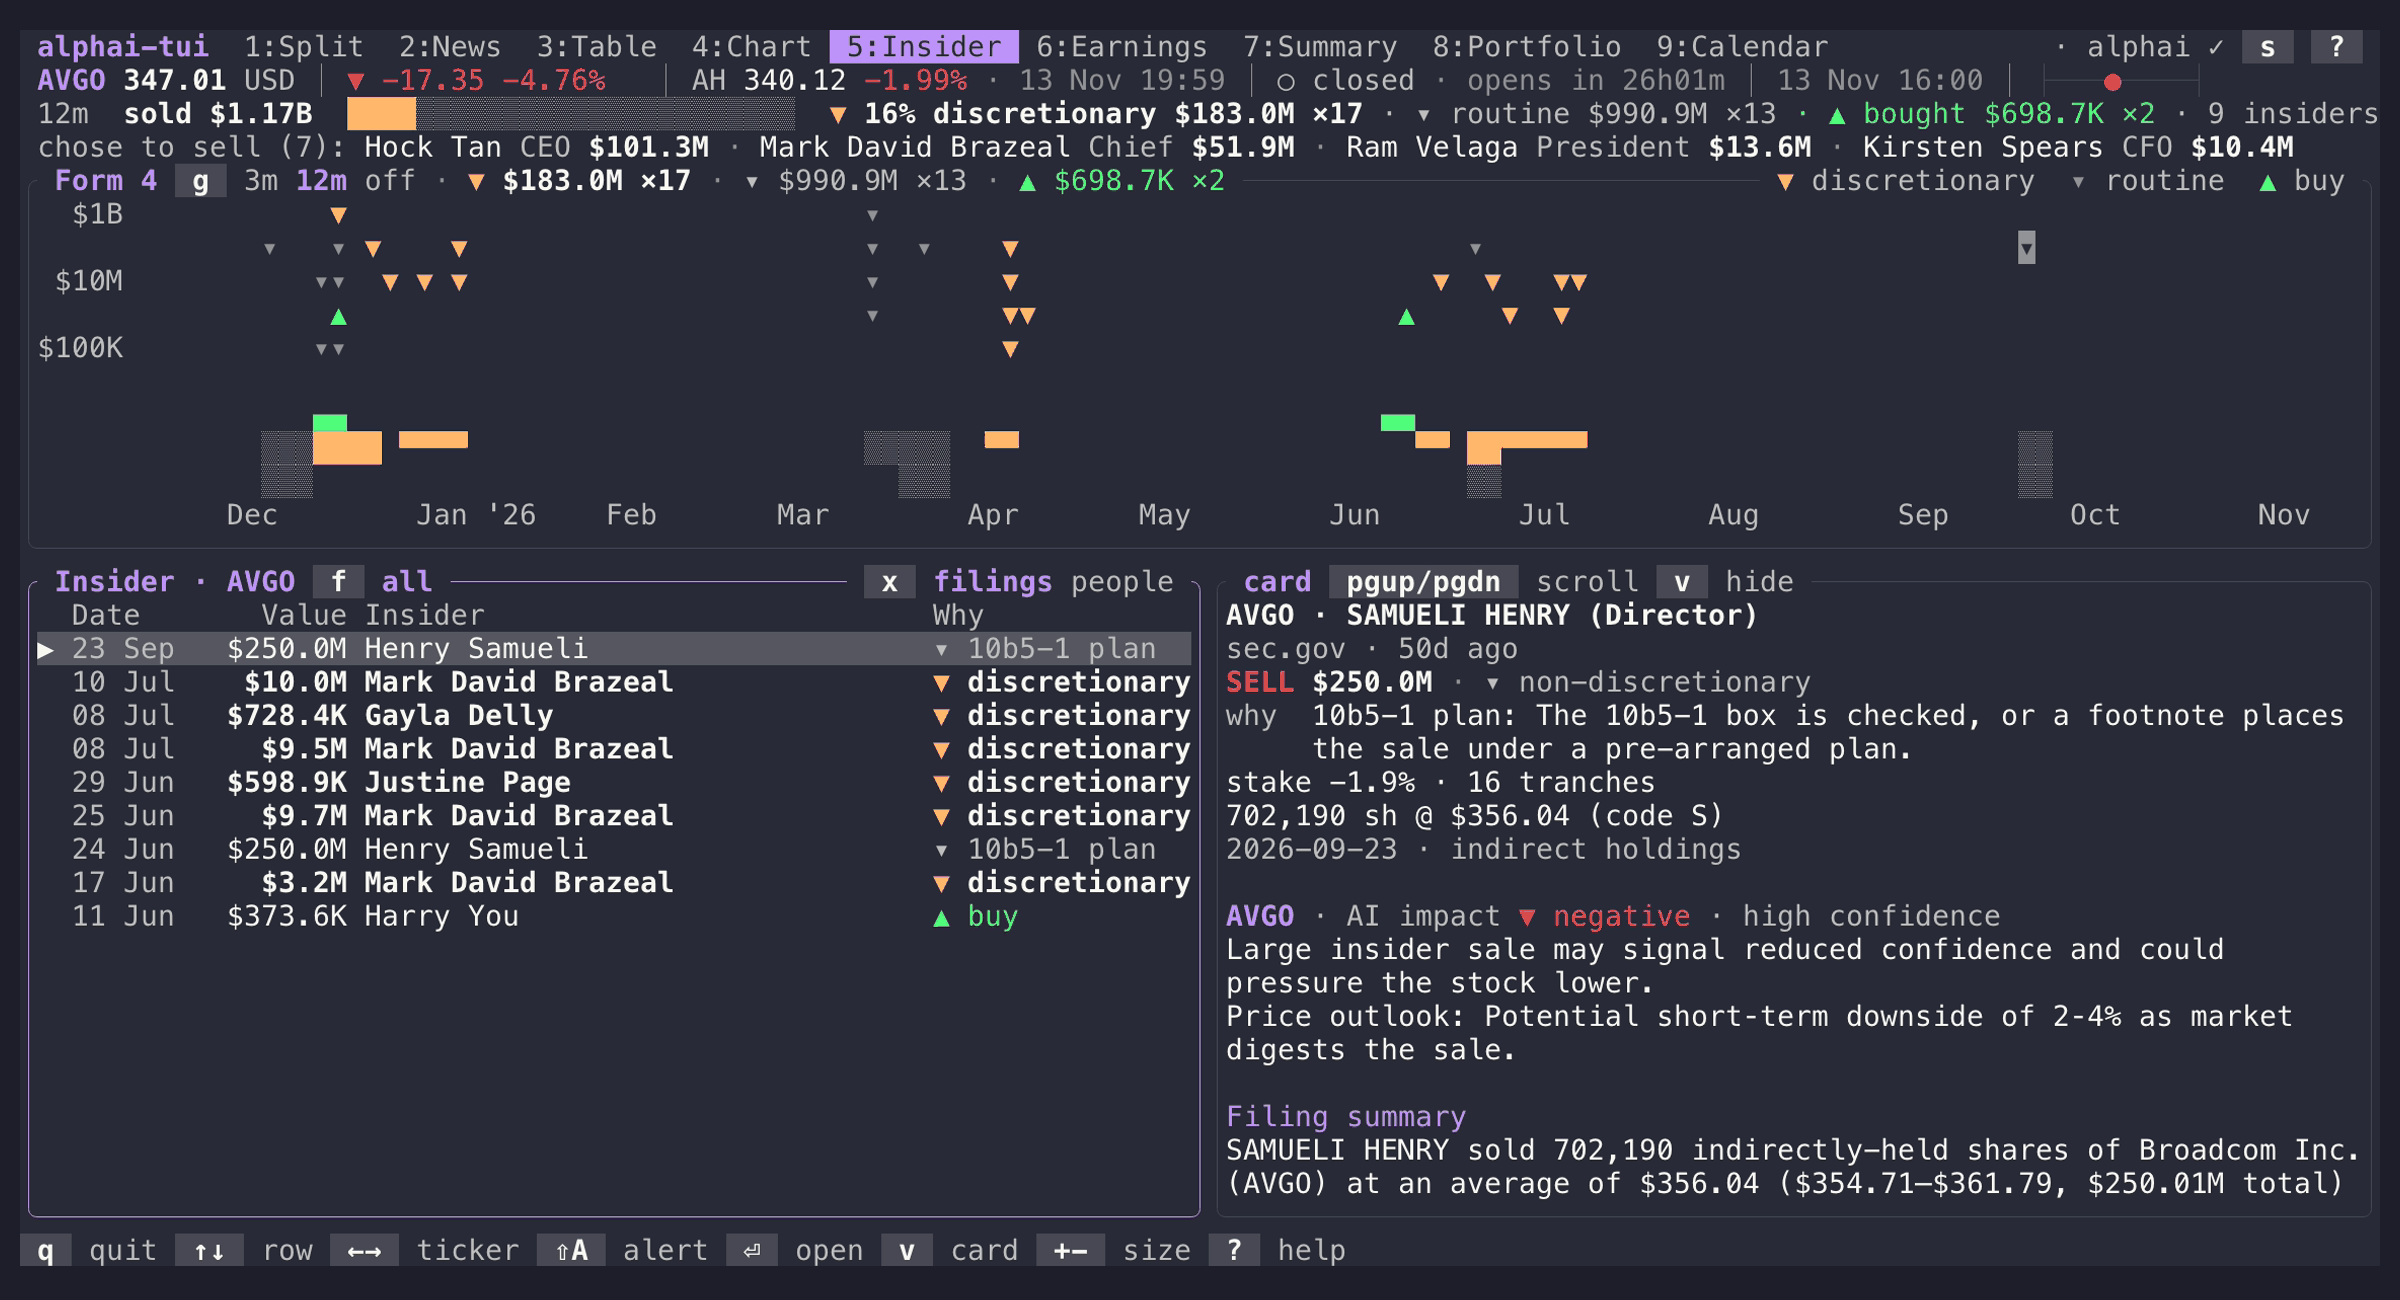 alphai-tui 1:Split 2:News 3:Table 4:Chart 5:Insider 6:Earnings 7:Summary 8:Portfolio 9:Calendar · alphai ✓ s ?
AVGO 347.01 USD │ ▼ −17.35 −4.76% │ AH 340.12 −1.99% · 13 Nov 19:59 │ ○ closed · opens in 26h01m │ 13 Nov 16:00 │
12m sold $1.17B ▼ 16% discretionary $183.0M ×17 · ▾ routine $990.9M ×13 · ▲ bought $698.7K ×2 · 9 insiders
chose to sell (7): Hock Tan CEO $101.3M · Mark David Brazeal Chief $51.9M · Ram Velaga President $13.6M · Kirsten Spears CFO $10.4M
Form 4 g 3m 12m off · ▼ $183.0M ×17 · ▾ $990.9M ×13 · ▲ $698.7K ×2 ▼ discretionary ▾ routine ▲ buy
$1B
$10M
$100K
Dec Jan '26 Feb Mar Apr May Jun Jul Aug Sep Oct Nov
Insider · AVGO f all x filings people
Date Value Insider Why
▶ 23 Sep $250.0M Henry Samueli ▾ 10b5−1 plan
10 Jul $10.0M Mark David Brazeal ▼ discretionary
08 Jul $728.4K Gayla Delly ▼ discretionary
08 Jul $9.5M Mark David Brazeal ▼ discretionary
29 Jun $598.9K Justine Page ▼ discretionary
25 Jun $9.7M Mark David Brazeal ▼ discretionary
24 Jun $250.0M Henry Samueli ▾ 10b5−1 plan
17 Jun $3.2M Mark David Brazeal ▼ discretionary
11 Jun $373.6K Harry You ▲ buy
card pgup/pgdn scroll v hide
AVGO · SAMUELI HENRY (Director)
sec.gov · 50d ago
SELL $250.0M · ▾ non−discretionary
why 10b5−1 plan: The 10b5−1 box is checked, or a footnote places
the sale under a pre−arranged plan.
stake −1.9% · 16 tranches
702,190 sh @ $356.04 (code S)
2026−09−23 · indirect holdings
AVGO · AI impact ▼ negative · high confidence
Large insider sale may signal reduced confidence and could
pressure the stock lower.
Price outlook: Potential short-term downside of 2-4% as market
digests the sale.
Filing summary
SAMUELI HENRY sold 702,190 indirectly−held shares of Broadcom Inc.
(AVGO) at an average of $356.04 ($354.71–$361.79, $250.01M total)
q quit ↑↓ row ←→ ticker ⇧A alert ⏎ open v card +− size ? help